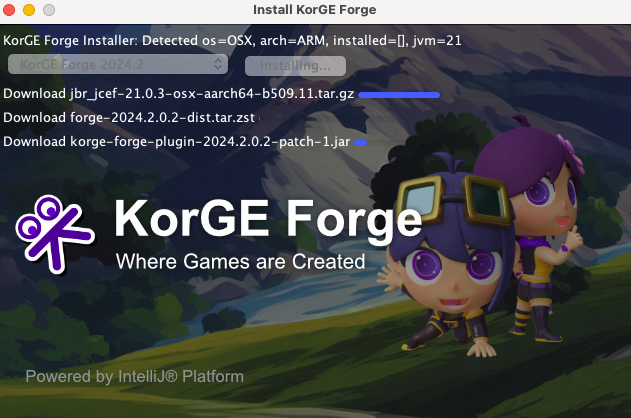 Install KorGE Forge
KorGE Forge Installer: Detected os=OSX, arch=ARM, installed=[], jvm=21
KorGE Forge 2024.2
Installing...
Download jbr_jcef-21.0.3-osx-aarch64-b509.11.tar.gz
Download forge-2024.2.0.2-dist.tar.zst
Download korge-forge-plugin-2024.2.0.2-patch-1.jar
KorGE Forge
Where Games are Created
Powered by IntelliJ® Platform